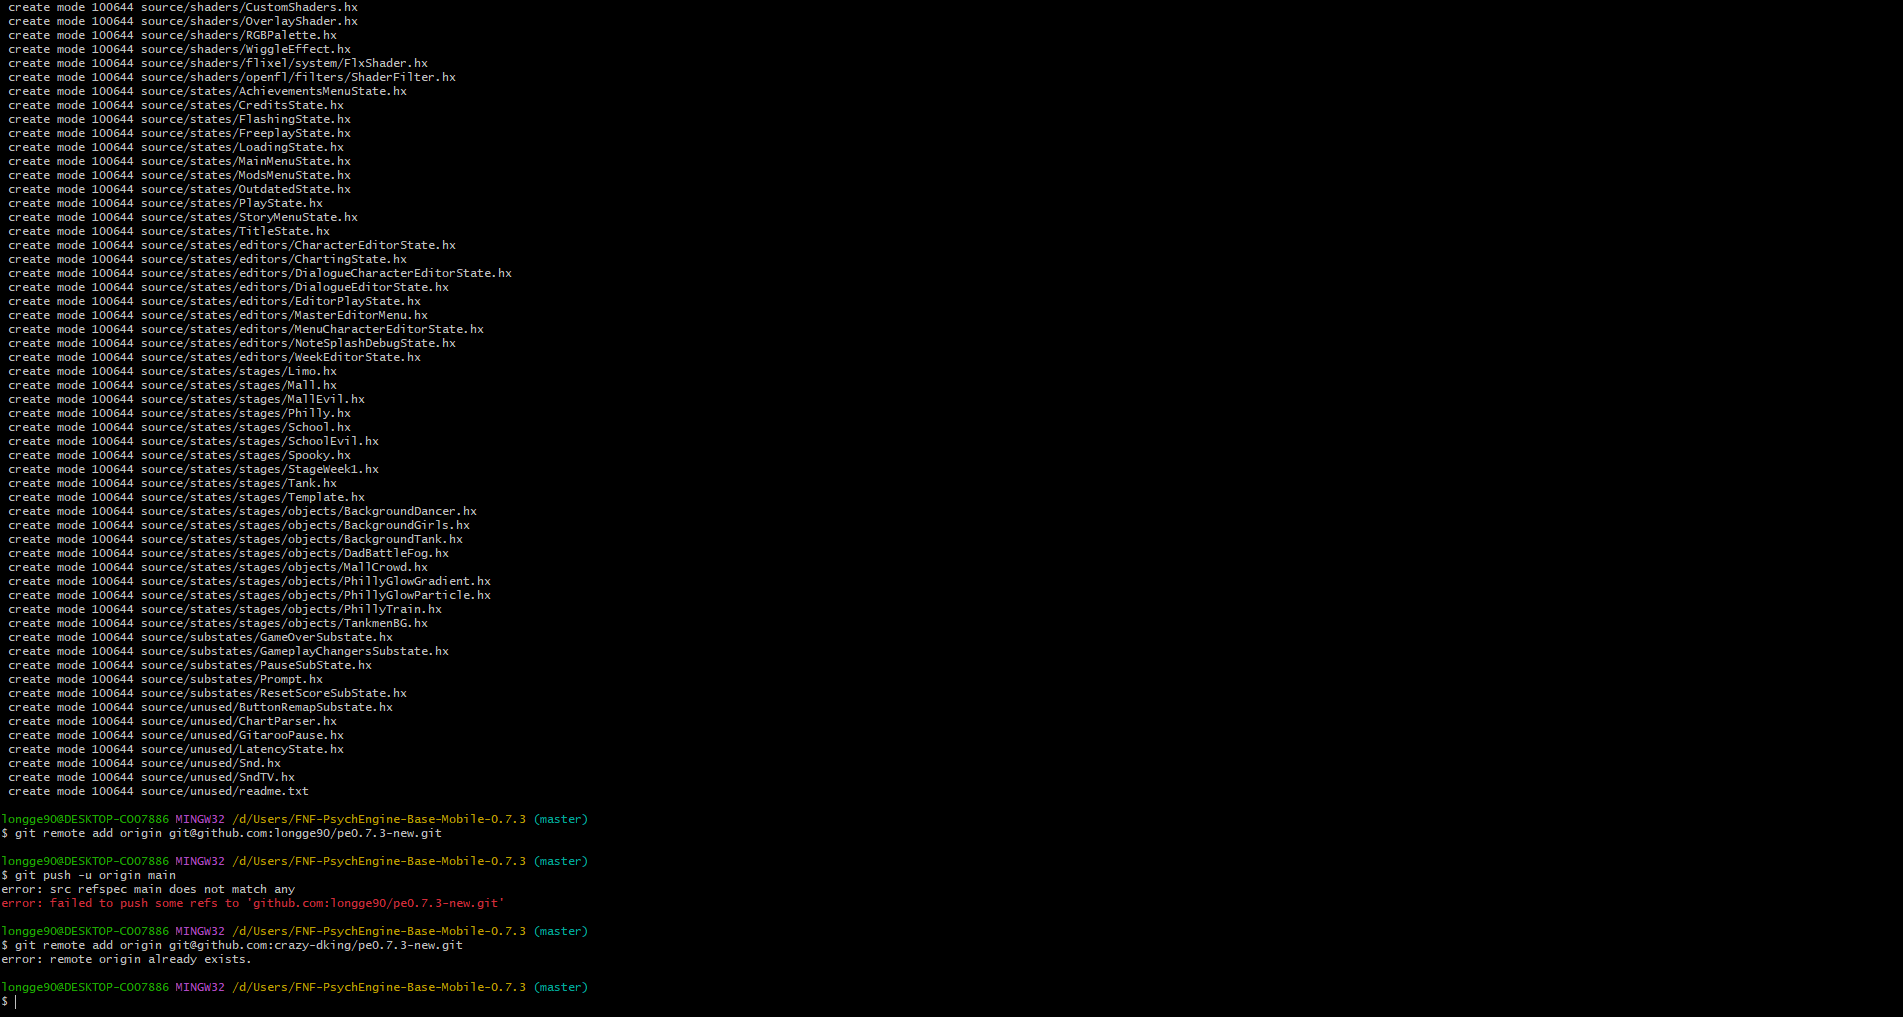 create mode 100644 source/shaders/CustomShaders.hx
create mode 100644 source/shaders/OverlayShader.hx
create mode 100644 source/shaders/RGBPalette.hx
create mode 100644 source/shaders/WiggleEffect.hx
create mode 100644 source/shaders/flixel/system/FlxShader.hx
create mode 100644 source/shaders/openfl/filters/ShaderFilter.hx
create mode 100644 source/states/AchievementsMenuState.hx
create mode 100644 source/states/CreditsState.hx
create mode 100644 source/states/FlashingState.hx
create mode 100644 source/states/FreeplayState.hx
create mode 100644 source/states/LoadingState.hx
create mode 100644 source/states/MainMenuState.hx
create mode 100644 source/states/ModsMenuState.hx
create mode 100644 source/states/OutdatedState.hx
create mode 100644 source/states/PlayState.hx
create mode 100644 source/states/StoryMenuState.hx
create mode 100644 source/states/TitleState.hx
create mode 100644 source/states/editors/CharacterEditorState.hx
create mode 100644 source/states/editors/ChartingState.hx
create mode 100644 source/states/editors/DialogueCharacterEditorState.hx
create mode 100644 source/states/editors/DialogueEditorState.hx
create mode 100644 source/states/editors/EditorPlayState.hx
create mode 100644 source/states/editors/MasterEditorMenu.hx
create mode 100644 source/states/editors/MenuCharacterEditorState.hx
create mode 100644 source/states/editors/NoteSplashDebugState.hx
create mode 100644 source/states/editors/WeekEditorState.hx
create mode 100644 source/states/stages/Limo.hx
create mode 100644 source/states/stages/Mall.hx
create mode 100644 source/states/stages/MallEvil.hx
create mode 100644 source/states/stages/Philly.hx
create mode 100644 source/states/stages/School.hx
create mode 100644 source/states/stages/SchoolEvil.hx
create mode 100644 source/states/stages/Spooky.hx
create mode 100644 source/states/stages/StageWeek1.hx
create mode 100644 source/states/stages/Tank.hx
create mode 100644 source/states/stages/Template.hx
create mode 100644 source/states/stages/objects/BackgroundDancer.hx
create mode 100644 source/states/stages/objects/BackgroundGirls.hx
create mode 100644 source/states/stages/objects/BackgroundTank.hx
create mode 100644 source/states/stages/objects/DadBattleFog.hx
create mode 100644 source/states/stages/objects/MallCrowd.hx
create mode 100644 source/states/stages/objects/PhillyGlowGradient.hx
create mode 100644 source/states/stages/objects/PhillyGlowParticle.hx
create mode 100644 source/states/stages/objects/PhillyTrain.hx
create mode 100644 source/states/stages/objects/TankmenBG.hx
create mode 100644 source/substates/GameOverSubstate.hx
create mode 100644 source/substates/GameplayChangersSubstate.hx
create mode 100644 source/substates/PauseSubState.hx
create mode 100644 source/substates/Prompt.hx
create mode 100644 source/substates/ResetScoreSubState.hx
create mode 100644 source/unused/ButtonRemapSubstate.hx
create mode 100644 source/unused/ChartParser.hx
create mode 100644 source/unused/GitarooPause.hx
create mode 100644 source/unused/LatencyState.hx
create mode 100644 source/unused/Snd.hx
create mode 100644 source/unused/SndTV.hx
create mode 100644 source/unused/readme.txt
longge90@DESKTOP-COO7886 MINGW32 /d/Users/FNF-PsychEngine-Base-Mobile-0.7.3 (master)
$ git remote add origin git@github.com:longge90/pe0.7.3-new.git
longge90@DESKTOP-COO7886 MINGW32 /d/Users/FNF-PsychEngine-Base-Mobile-0.7.3 (master)
$ git push -u origin main
error: src refspec main does not match any
error: failed to push some refs to 'github.com:longge90/pe0.7.3-new.git'
longge90@DESKTOP-COO7886 MINGW32 /d/Users/FNF-PsychEngine-Base-Mobile-0.7.3 (master)
$ git remote add origin git@github.com:crazy-dking/pe0.7.3-new.git
error: remote origin already exists.
longge90@DESKTOP-COO7886 MINGW32 /d/Users/FNF-PsychEngine-Base-Mobile-0.7.3 (master)
$